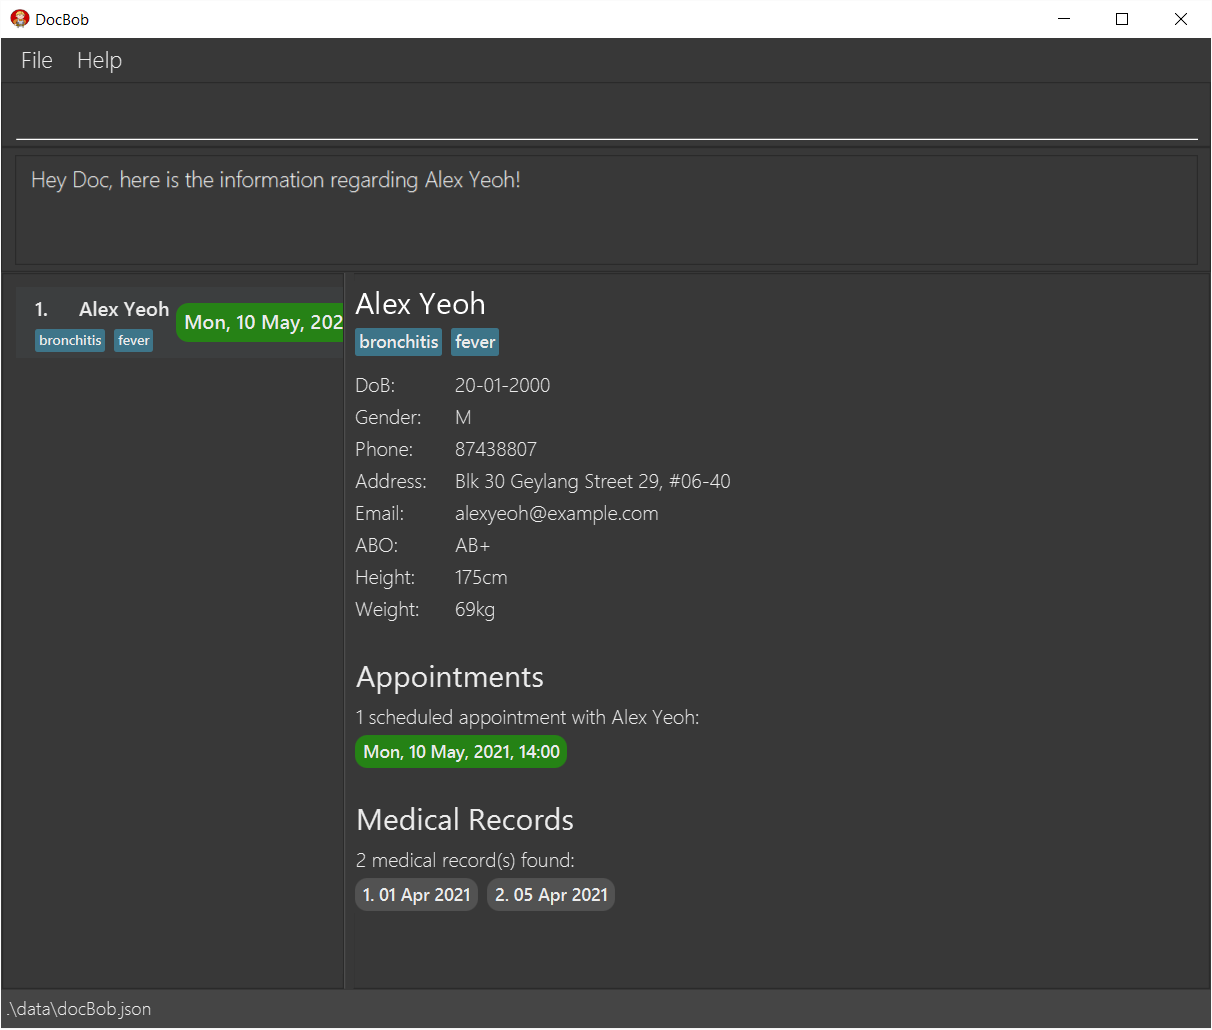 DocBob
File Help
Hey Doc, here is the information regarding Alex Yeoh!
1. Alex Yeoh Mon, 10 May, 202
bronchitis fever
Alex Yeoh
bronchitis fever
DoB: 20-01-2000
Gender: M
Phone: 87438807
Address: Blk 30 Geylang Street 29, #06-40
Email: alexyeoh@example.com
ABO: AB+
Height: 175cm
Weight: 69kg
Appointments
1 scheduled appointment with Alex Yeoh:
Mon, 10 May, 2021, 14:00
Medical Records
2 medical record(s) found:
1. 01 Apr 2021 2. 05 Apr 2021
.\data\docBob.json